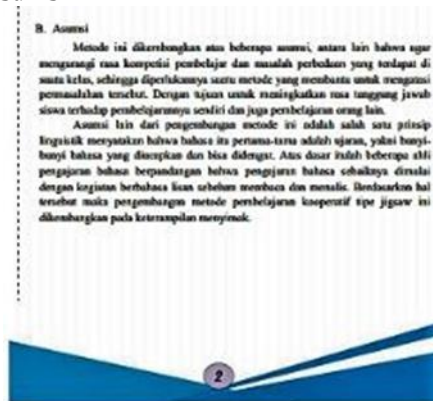 B. Asumsi
Metode ini dikembangkan atas beberapa asumsi, antara lain bahwa agar
mengurangi rasa kompetisi pembelajar dan masalah perbedaan yang terdapat di
suatu kelas, sehingga diperlukannya suatu metode yang membantu untuk mengatasi
permasalahan tersebut. Dengan tujuan untuk meningkatkan rasa tanggung jawab
siswa terhadap pembelajarannya sendiri dan juga pembelajaran orang lain.
Asumsi lain dari pengembangan metode ini adalah salah satu prinsip
linguistik menyatakan bahwa bahasa itu pertama-tama adalah ujaran, yakni bunyi-
bunyi bahasa yang diucapkan dan bisa didengar. Atas dasar itulah beberapa ahli
pengajaran bahasa berpandangan bahwa pengajaran bahasa sebaiknya dimulai
dengan kegiatan berbahasa lisan sebelum membaca dan menulis. Berdasarkan hal
tersebut maka pengembangan metode pembelajaran kooperatif tipe jigsaw ini
dikembangkan pada keterampilan menyimak.
2